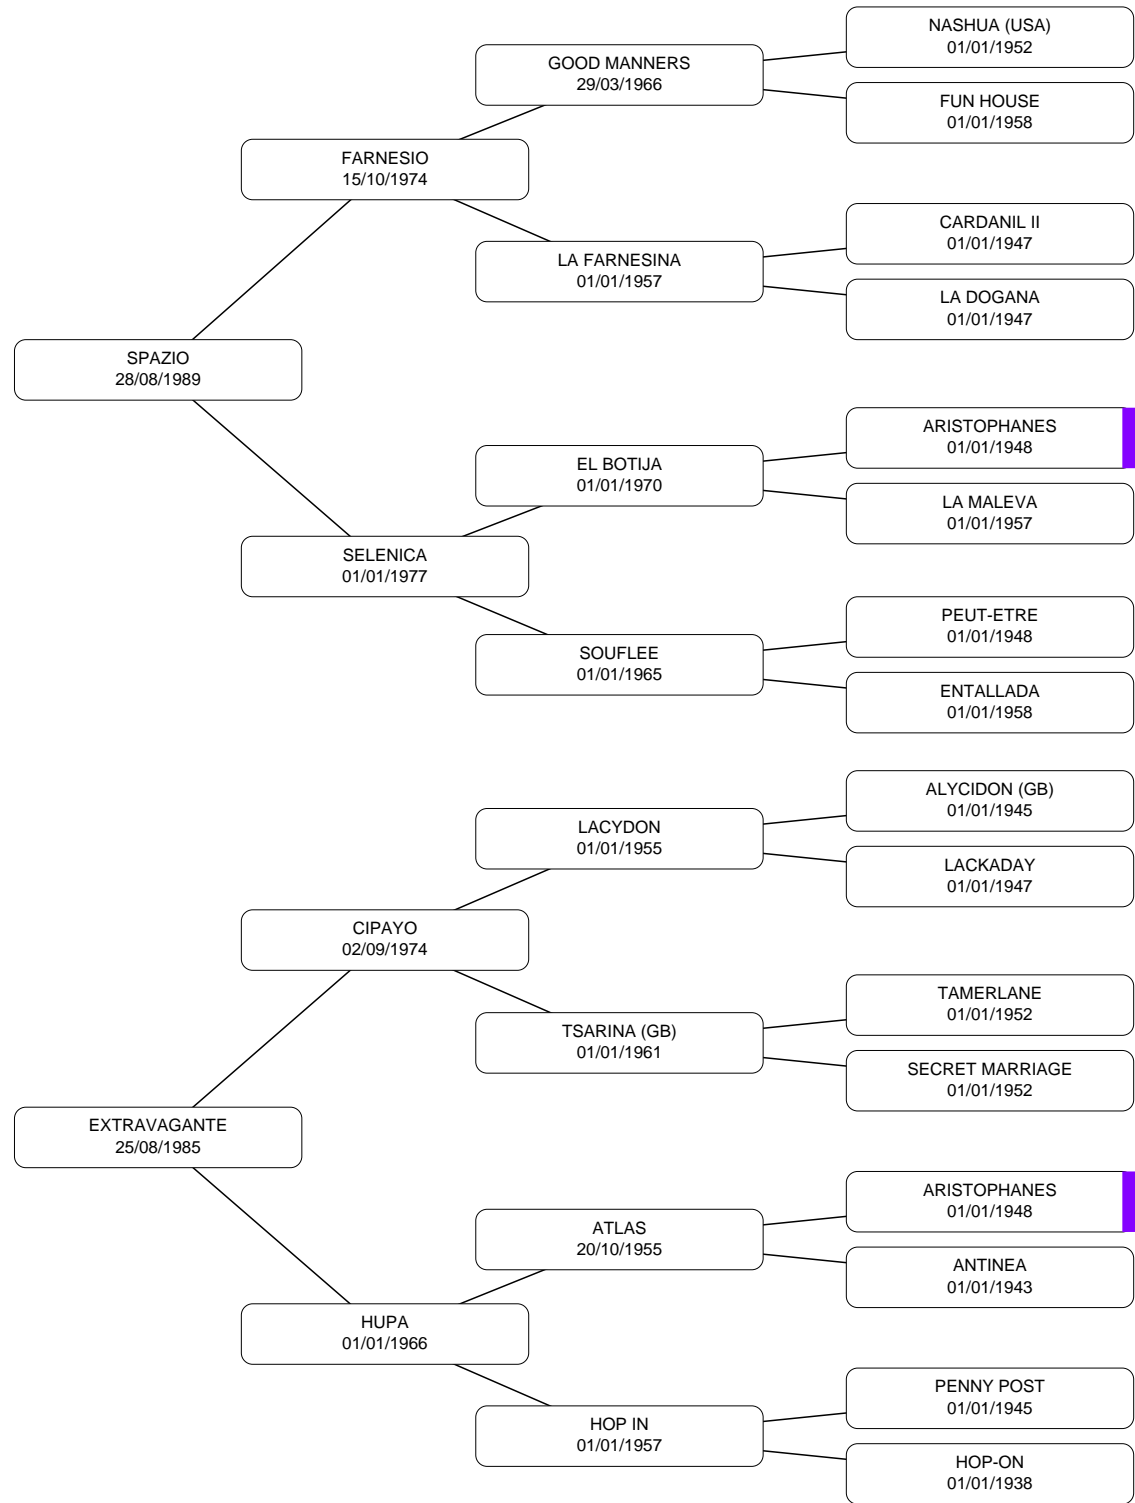 NASHUA (USA)
01/01/1952
GOOD MANNERS
29/03/1966
FUN HOUSE
01/01/1958
FARNESIO
15/10/1974
CARDANIL II
01/01/1947
LA FARNESINA
01/01/1957
LA DOGANA
01/01/1947
SPAZIO
28/08/1989
ARISTOPHANES
01/01/1948
EL BOTIJA
01/01/1970
LA MALEVA
01/01/1957
SELENICA
01/01/1977
PEUT-ETRE
01/01/1948
SOUFLEE
01/01/1965
ENTALLADA
01/01/1958
ALYCIDON (GB)
01/01/1945
LACYDON
01/01/1955
LACKADAY
01/01/1947
CIPAYO
02/09/1974
TAMERLANE
01/01/1952
TSARINA (GB)
01/01/1961
SECRET MARRIAGE
01/01/1952
EXTRAVAGANTE
25/08/1985
ARISTOPHANES
01/01/1948
ATLAS
20/10/1955
ANTINEA
01/01/1943
HUPA
01/01/1966
PENNY POST
01/01/1945
HOP IN
01/01/1957
HOP-ON
01/01/1938